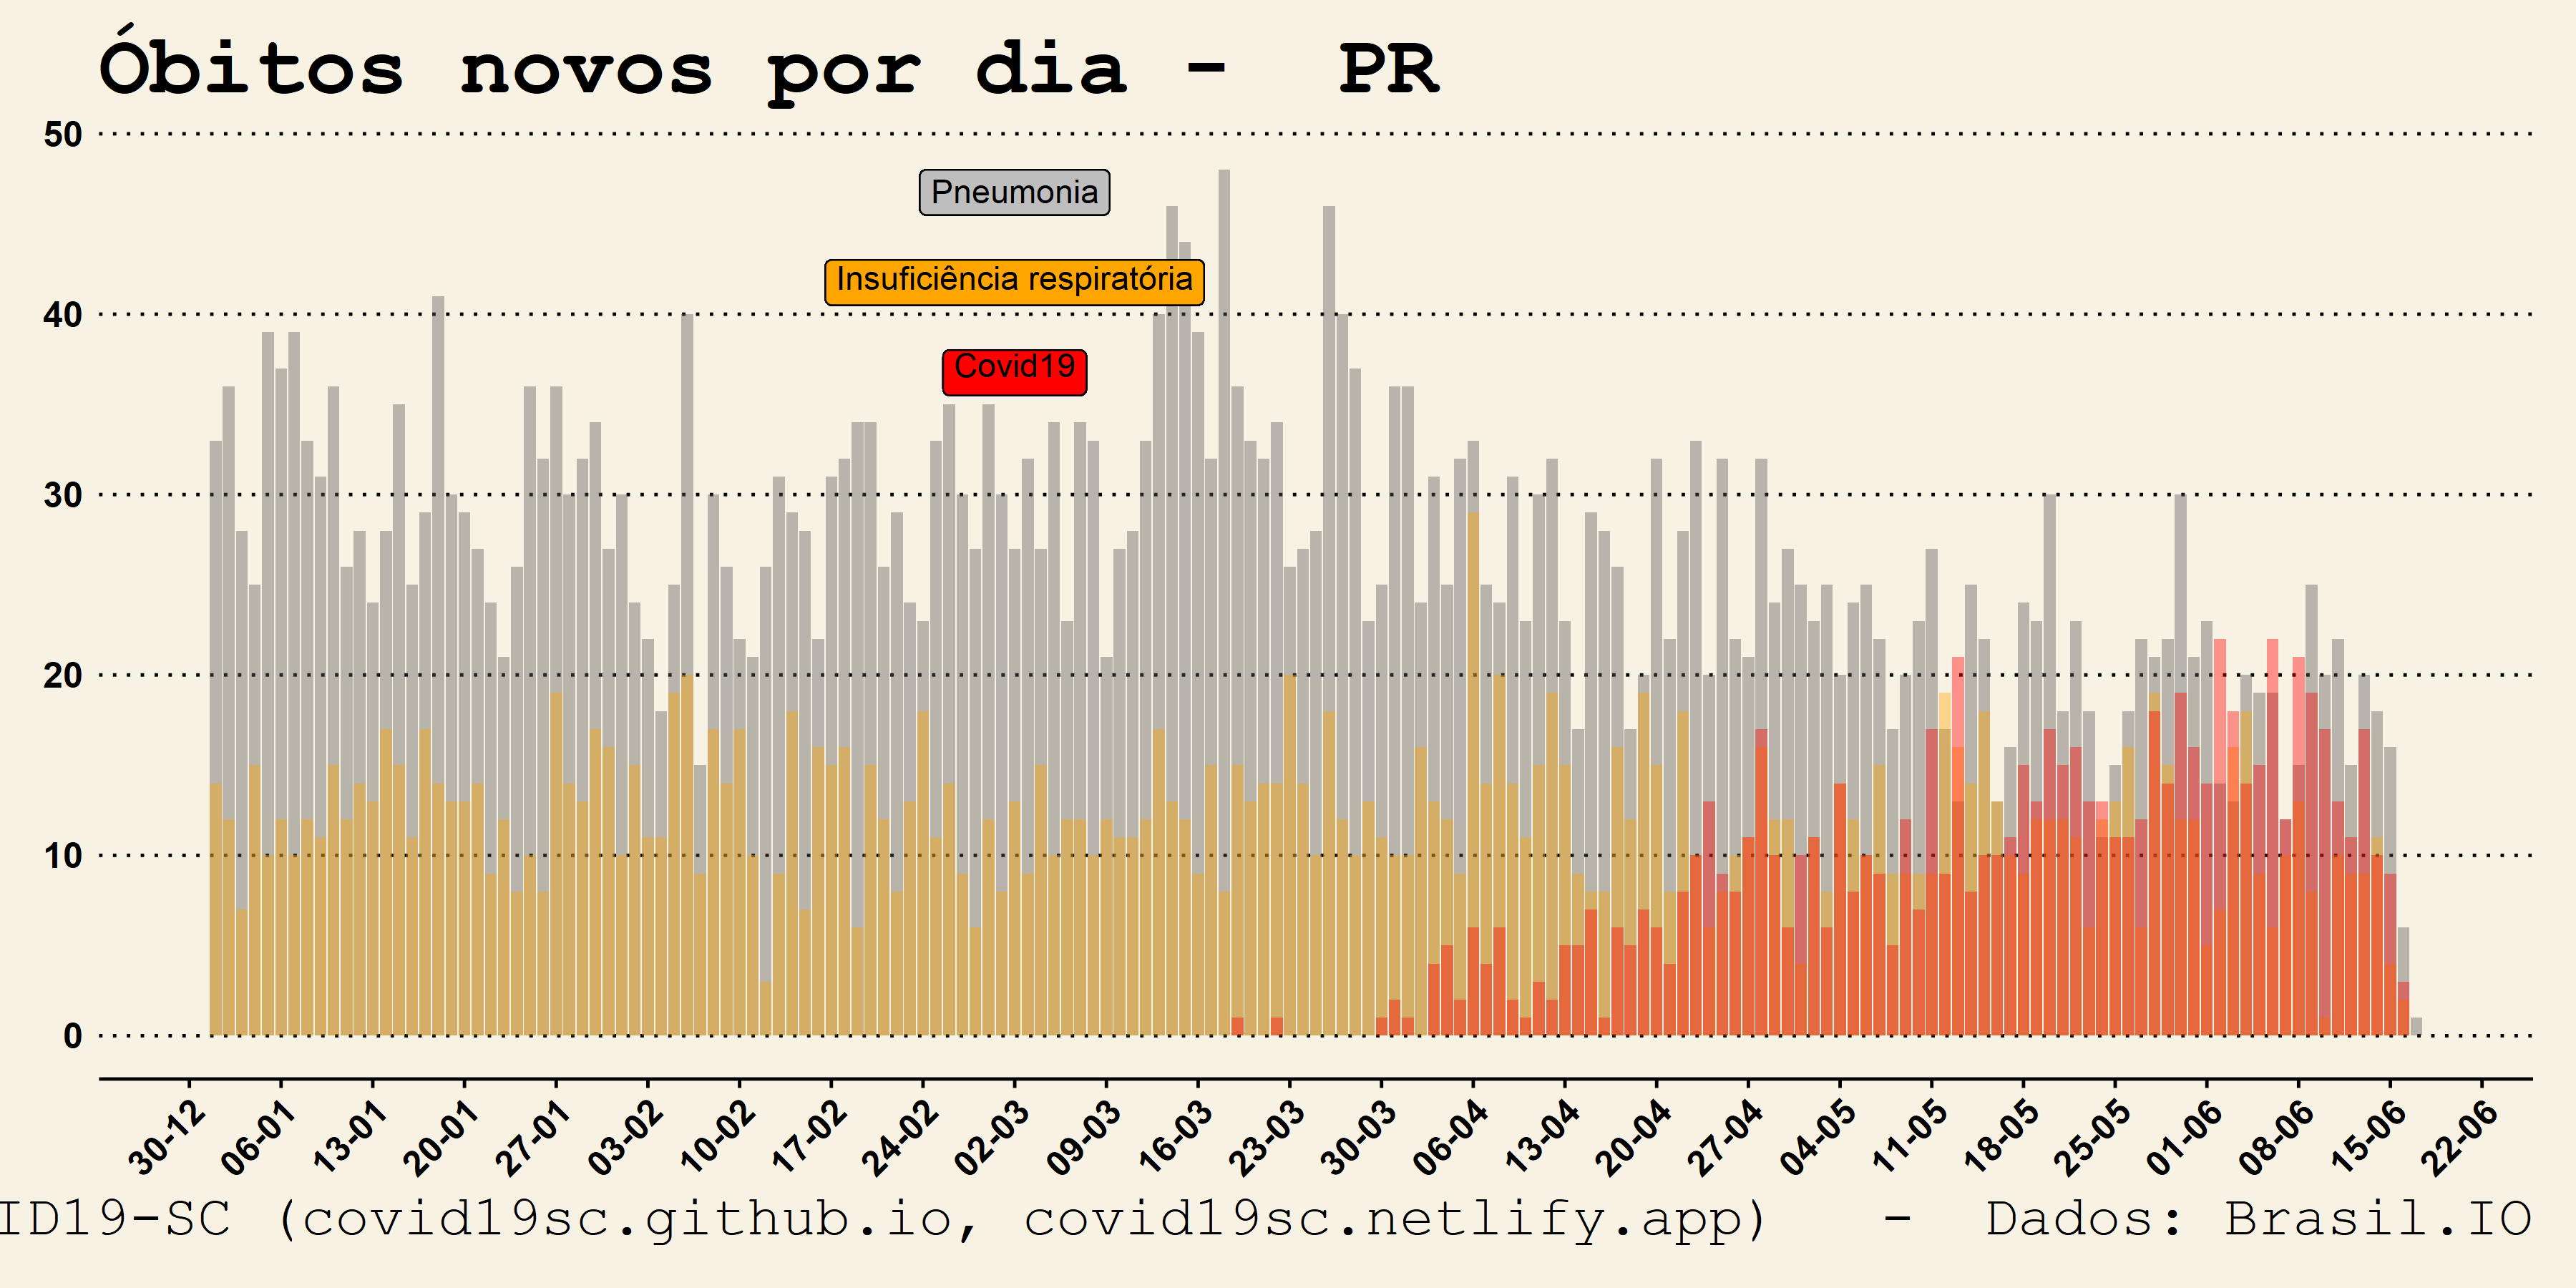 Óbitos novos por dia - PR
50
Pneumonia
Insuficiência respiratória
40
Covid19
30
20
10
0
30-12 06-01 13-01 20-01 27-01 03-02 10-02 17-02 24-02 02-03 09-03 16-03 23-03 30-03 06-04 13-04 20-04 27-04 04-05 11-05 18-05 25-05 01-06 08-06 15-06 22-06
ID19-SC (covid19sc.github.io, covid19sc.netlify.app) - Dados: Brasil.IO